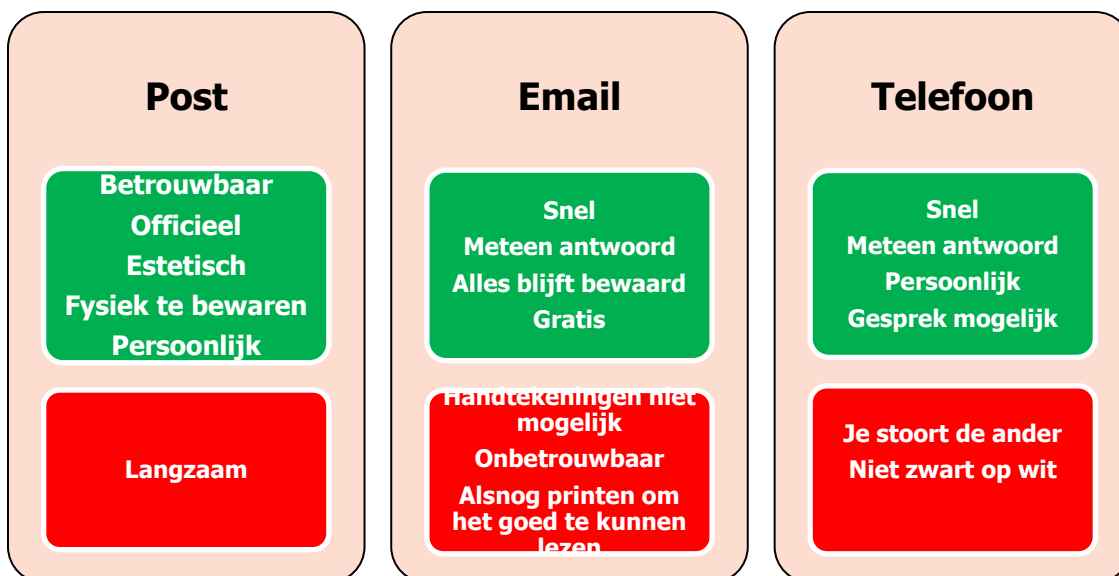 Post
Betrouwbaar
Officieel
Estetisch
Fysiek te bewaren
Persoonlijk
Langzaam
Email
Snel
Meteen antwoord
Alles blijft bewaard
Gratis
Handtekeningen niet
mogelijk
Onbetrouwbaar
Alsnog printen om
het goed te kunnen
lezen
Telefoon
Snel
Meteen antwoord
Persoonlijk
Gesprek mogelijk
Je stoort de ander
Niet zwart op wit